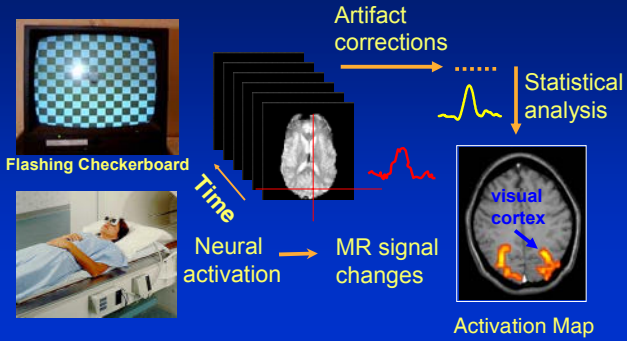 Artifact
corrections
Statistical
analysis
Flashing Checkerboard
Time
Neural
activation
MR signal
changes
visual
cortex
Activation Map